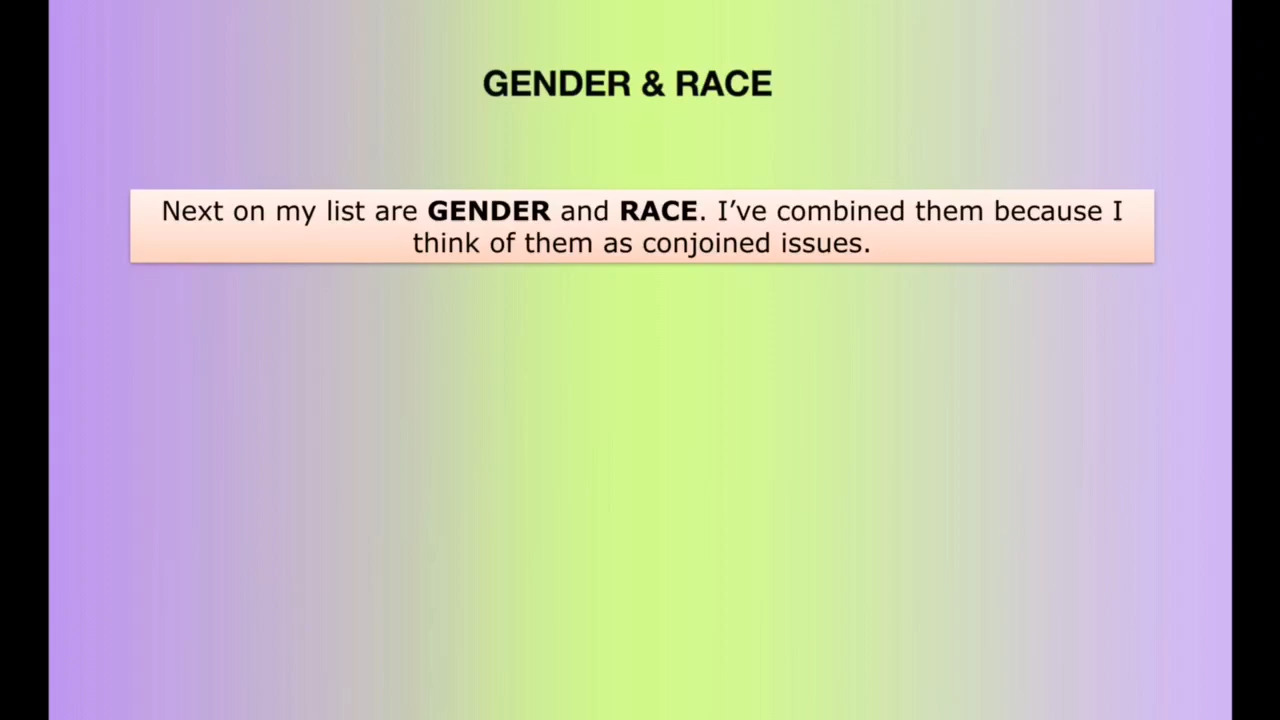 GENDER & RACE
Next on my list are GENDER and RACE. I’ve combined them because I
think of them as conjoined issues.